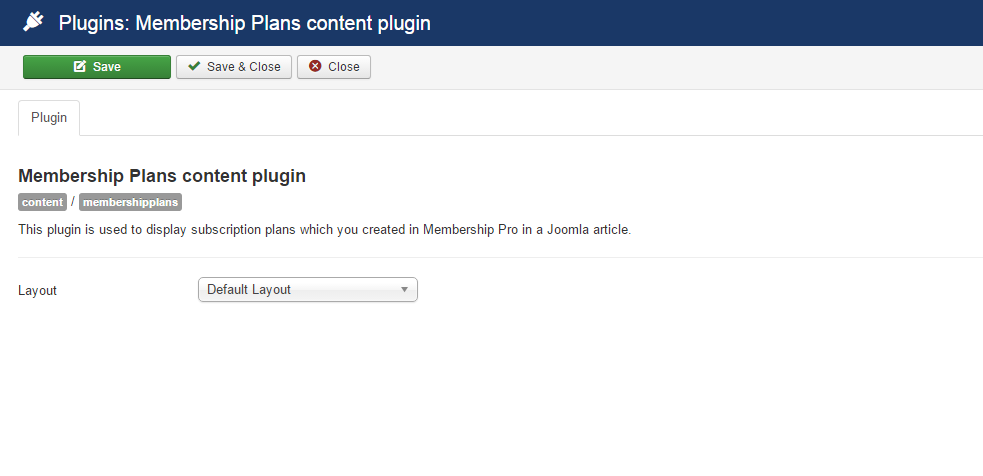 Plugins: Membership Plans content plugin
Save Save & Close Close
Plugin
Membership Plans content plugin
content / membershipplans
This plugin is used to display subscription plans which you created in Membership Pro in a Joomla article.
Layout Default Layout